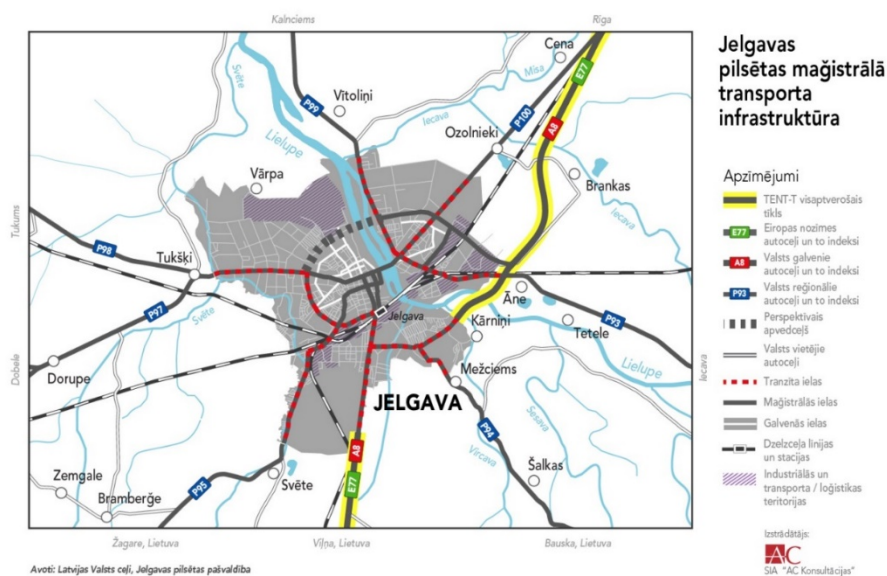 Kalnciems
Rīga
Jelgavas
pilsētas maģistrālā
transporta
infrastruktūra
Cena
Misa
E77
Svēte
Vītoliņi
P99
P100
Iecava
Ozolnieki
A8
Lielupe
Vārpa
Brankas
Iecava
Tukums
P98
Tukšķi
P97
Svēte
Jelgava
Āne
Kārniņi
Tetele
P93
Lielupe
Iecava
Dobele
Dorupe
Mežciems
JELGAVA
Sesava
P94
Vircava
A8
E77
Zemgale
Bramberģe
P95
Svēte
Šalkas
Žagare, Lietuva
Viļņa, Lietuva
Bauska, Lietuva
Avoti: Latvijas Valsts ceļi, Jelgavas pilsētas pašvaldība
Apzīmējumi
TENT-T visaptverošais
tīkls
E77
Eiropas nozīmes
autoceļi un to indeksi
A8
Valsts galvenie
autoceļi un to indeksi
P93
Valsts reģionālie
autoceļi un to indeksi
Perspektīvais
apvedceļš
Valsts vietējie
autoceļi
Tranzīta ielas
Maģistrālās ielas
Galvenās ielas
Dzelzceļa līnijas
un stacijas
Industriālās un
transporta / loģistikas
teritorijas
Izstrādātājs:
AC
SIA "AC Konsultācijas"